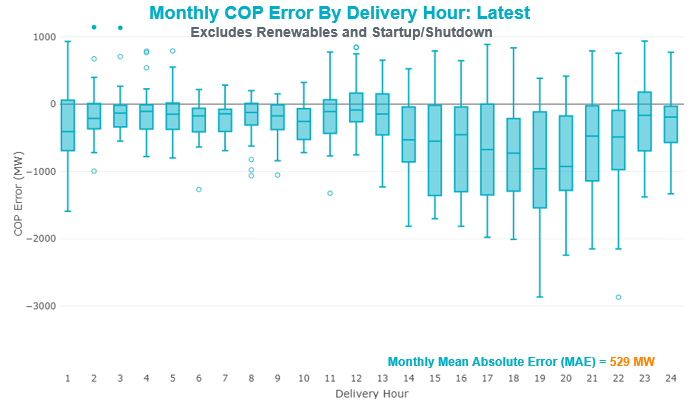 Monthly COP Error By Delivery Hour: Latest
Excludes Renewables and Startup/Shutdown
1000
0
−1000
−2000
−3000
COP Error (MW)
Monthly Mean Absolute Error (MAE) = 529 MW
1 2 3 4 5 6 7 8 9 10 11 12 13 14 15 16 17 18 19 20 21 22 23 24
Delivery Hour